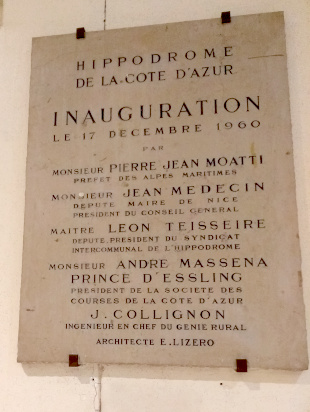 HIPPODROME
DE LA COTE D'AZUR
INAUGURATION
LE 17 DECEMBRE 1960
PAR
MONSIEUR PIERRE JEAN MOATTI
PREFET DES ALPES MARITIMES
MONSIEUR JEAN MEDECIN
DEPUTE MAIRE DE NICE
PRESIDENT DU CONSEIL GENERAL
MAITRE LEON TEISSEIRE
DEPUTE, PRESIDENT DU SYNDICAT
INTERCOMMUNAL DE L'HIPPODROME
MONSIEUR ANDRE MASSENA
PRINCE D'ESSLING
PRESIDENT DE LA SOCIETE DES
COURSES DE LA COTE D'AZUR
J. COLLIGNON
INGENIEUR EN CHEF DU GENIE RURAL
ARCHITECTE E. LIZERO